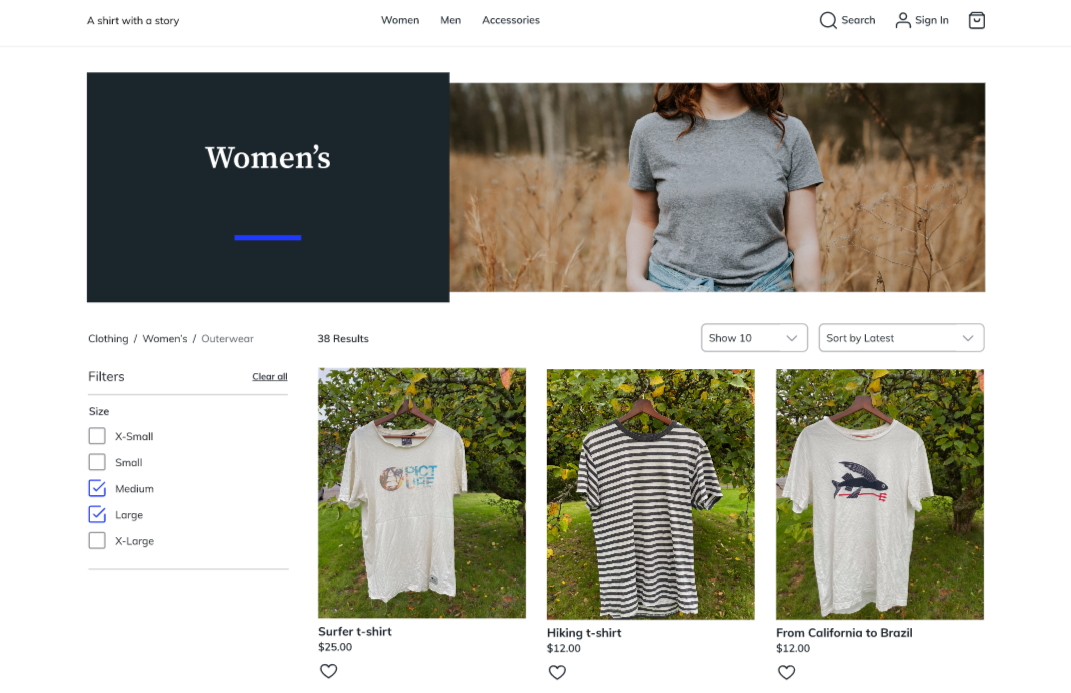 A shirt with a story
Women Men Accessories
Search Sign In
Women's
Clothing / Women's / Outerwear
38 Results
Show 10
Sort by Latest
Filters
Clear all
Size
X-Small
Small
Medium
Large
X-Large
PICT
URE
Surfer t-shirt
$25.00
Hiking t-shirt
$12.00
From California to Brazil
$12.00